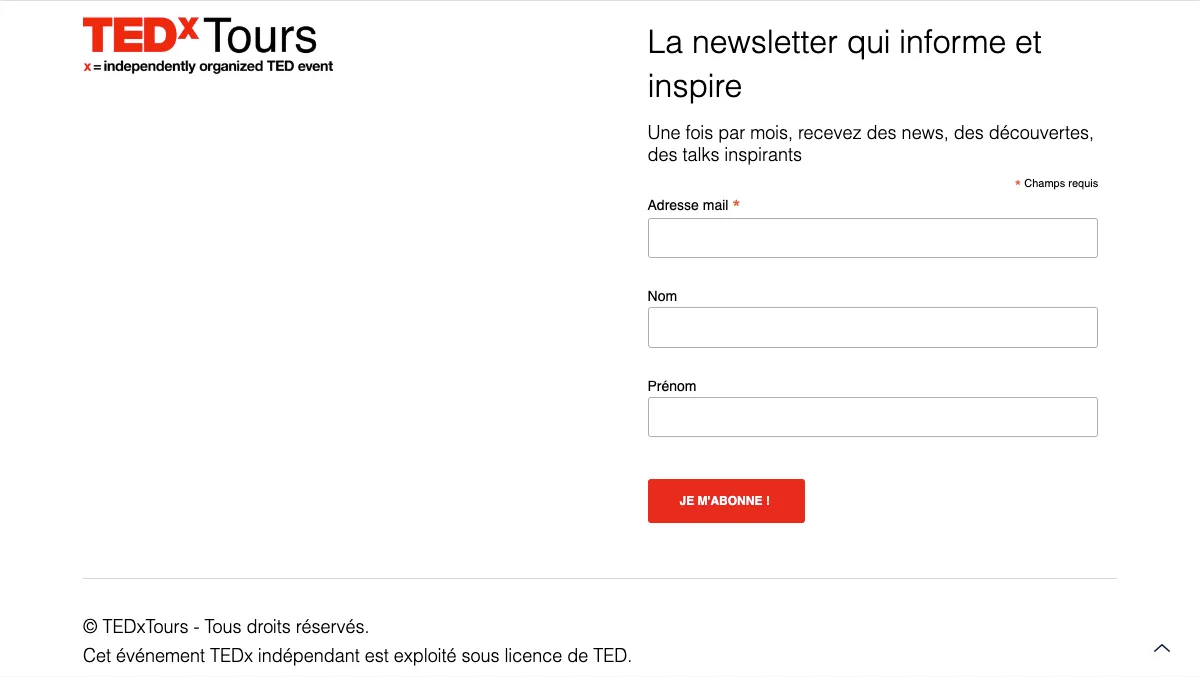 TEDx Tours
x = independently organized TED event
La newsletter qui informe et
inspire
Une fois par mois, recevez des news, des découvertes,
des talks inspirants
* Champs requis
Adresse mail *
Nom
Prénom
JE M'ABONNE !
© TEDxTours - Tous droits réservés.
Cet événement TEDx indépendant est exploité sous licence de TED.